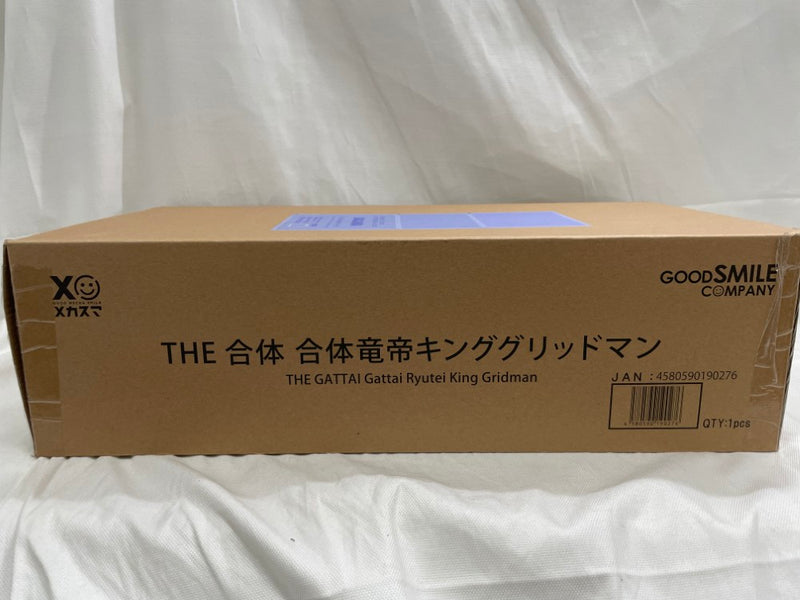 メカスマ
GOOD SMILE
COMPANY
THE 合体 合体竜帝キンググリッドマン
THE GATTAI Gattai Ryutei King Gridman
JAN :4580590190276
QTY:1pcs